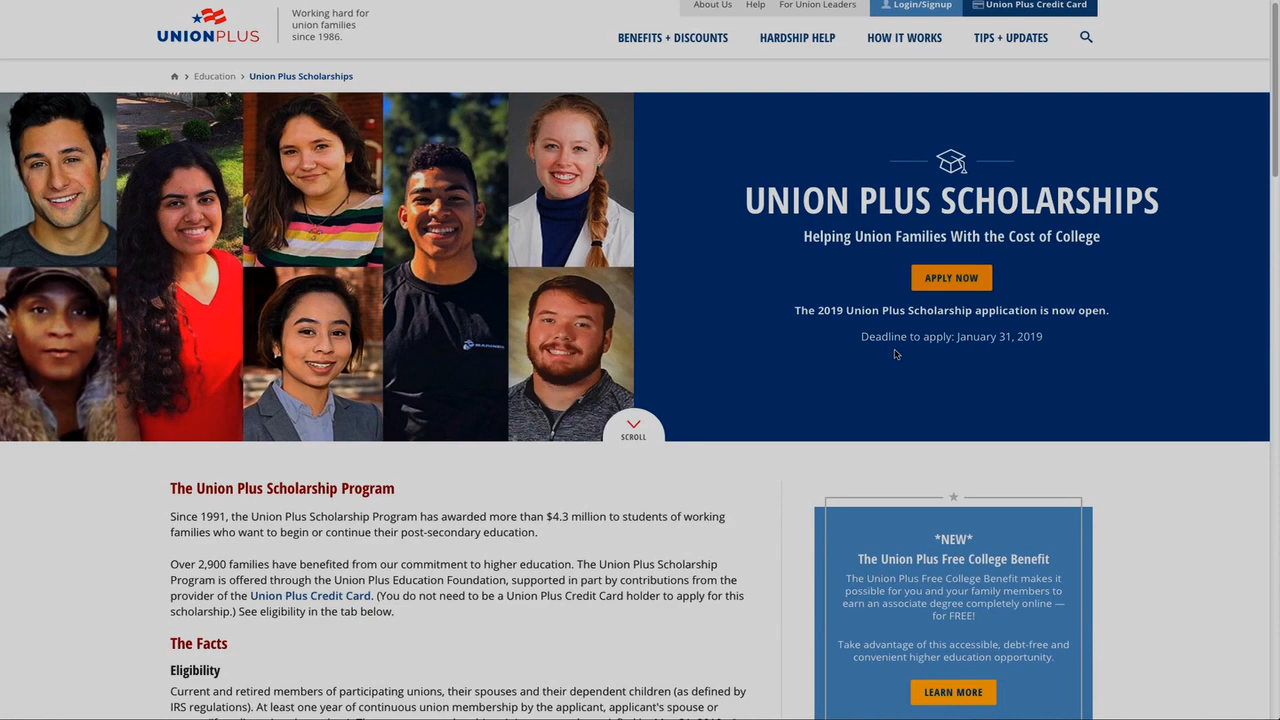 UNIONPLUS
Working hard for
union families
since 1986.
About Us
Help
For Union Leaders
Login/Signup
Union Plus Credit Card
BENEFITS + DISCOUNTS
HARDSHIP HELP
HOW IT WORKS
TIPS + UPDATES
Education
Union Plus Scholarships
UNION PLUS SCHOLARSHIPS
Helping Union Families With the Cost of College
APPLY NOW
The 2019 Union Plus Scholarship application is now open.
Deadline to apply: January 31, 2019
SCROLL
The Union Plus Scholarship Program
Since 1991, the Union Plus Scholarship Program has awarded more than $4.3 million to students of working
families who want to begin or continue their post-secondary education.
Over 2,900 families have benefited from our commitment to higher education. The Union Plus Scholarship
Program is offered through the Union Plus Education Foundation, supported in part by contributions from the
provider of the Union Plus Credit Card. (You do not need to be a Union Plus Credit Card holder to apply for this
scholarship.) See eligibility in the tab below.
The Facts
Eligibility
Current and retired members of participating unions, their spouses and their dependent children (as defined by
IRS regulations). At least one year of continuous union membership by the applicant, applicant's spouse or
*NEW*
The Union Plus Free College Benefit
The Union Plus Free College Benefit makes it
possible for you and your family members to
earn an associate degree completely online —
for FREE!
Take advantage of this accessible, debt-free and
convenient higher education opportunity.
LEARN MORE